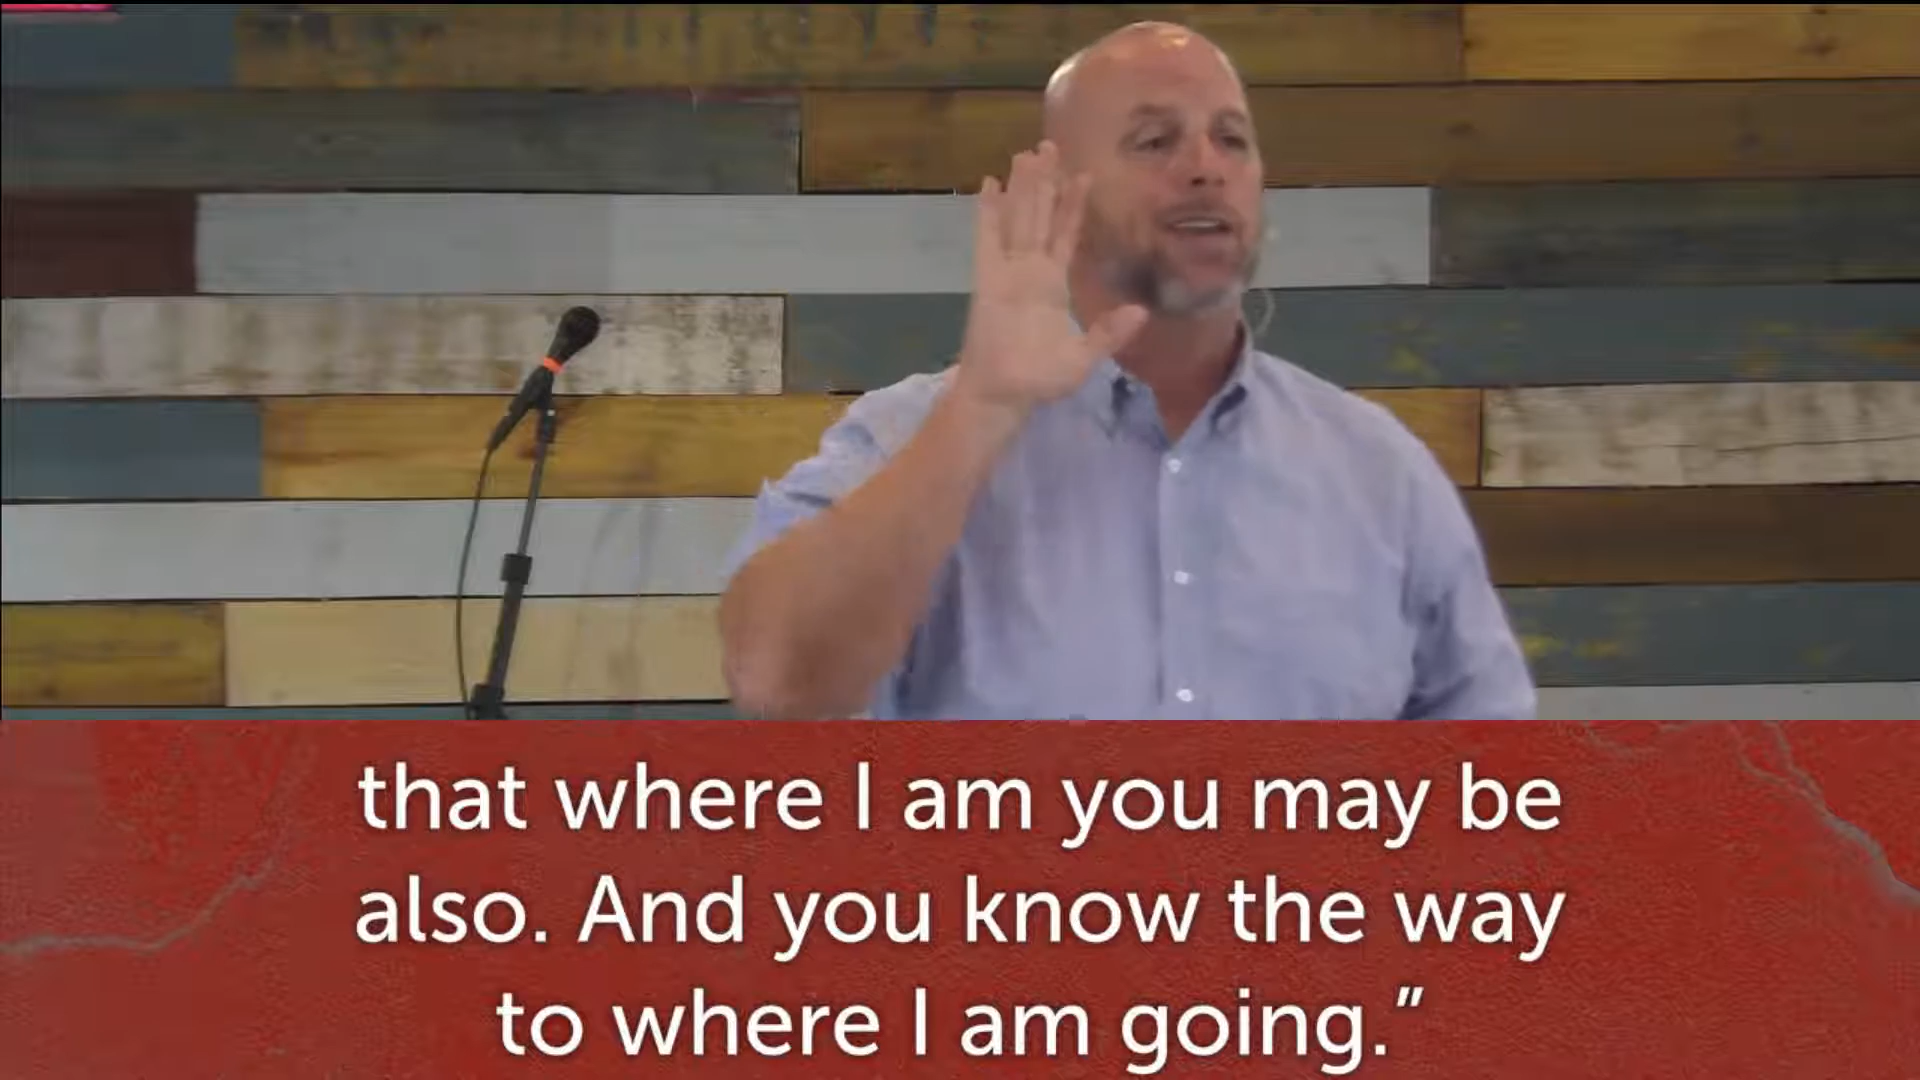 that where I am you may be
also. And you know the way
to where I am going.”